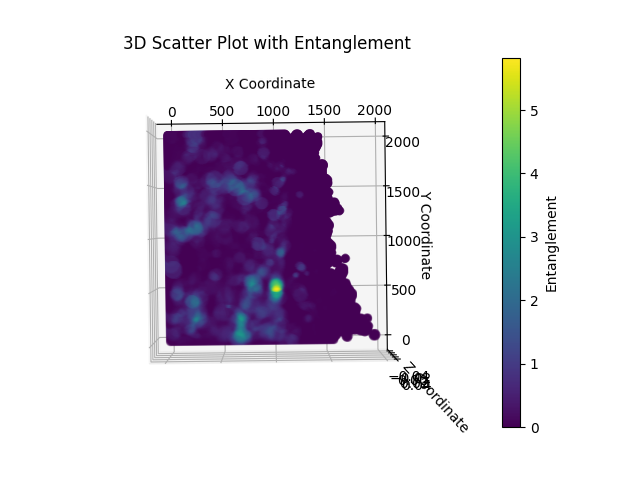 3D Scatter Plot with Entanglement
X Coordinate
0 500 1000 1500 2000
2000
1500
1000
500
0
Y Coordinate
Z Coordinate
5
4
3
2
1
0
Entanglement